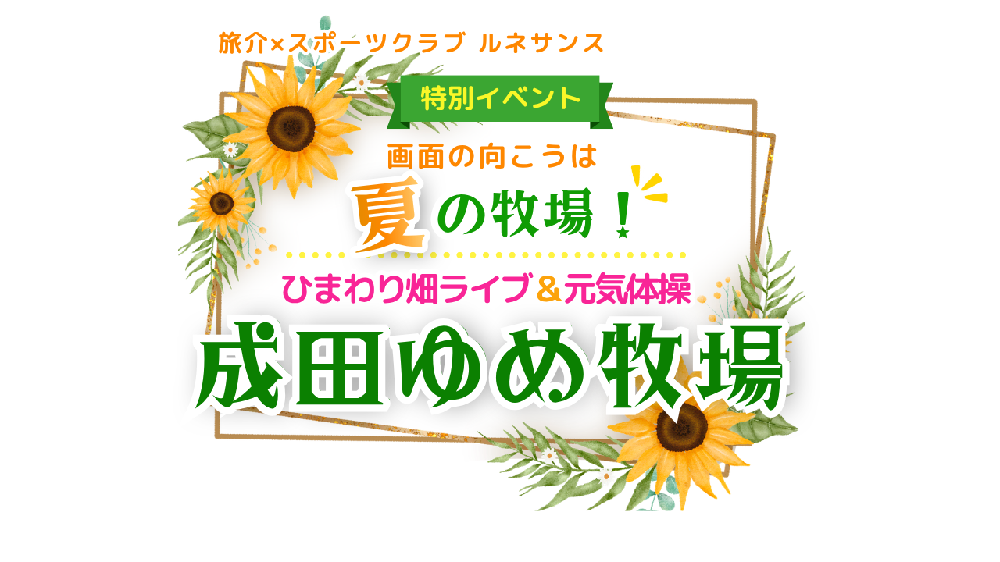 旅介×スポーツクラブ ルネサンス
特別イベント
画面の向こうは
夏の牧場！
ひまわり畑ライブ&元気体操
成田ゆめ牧場